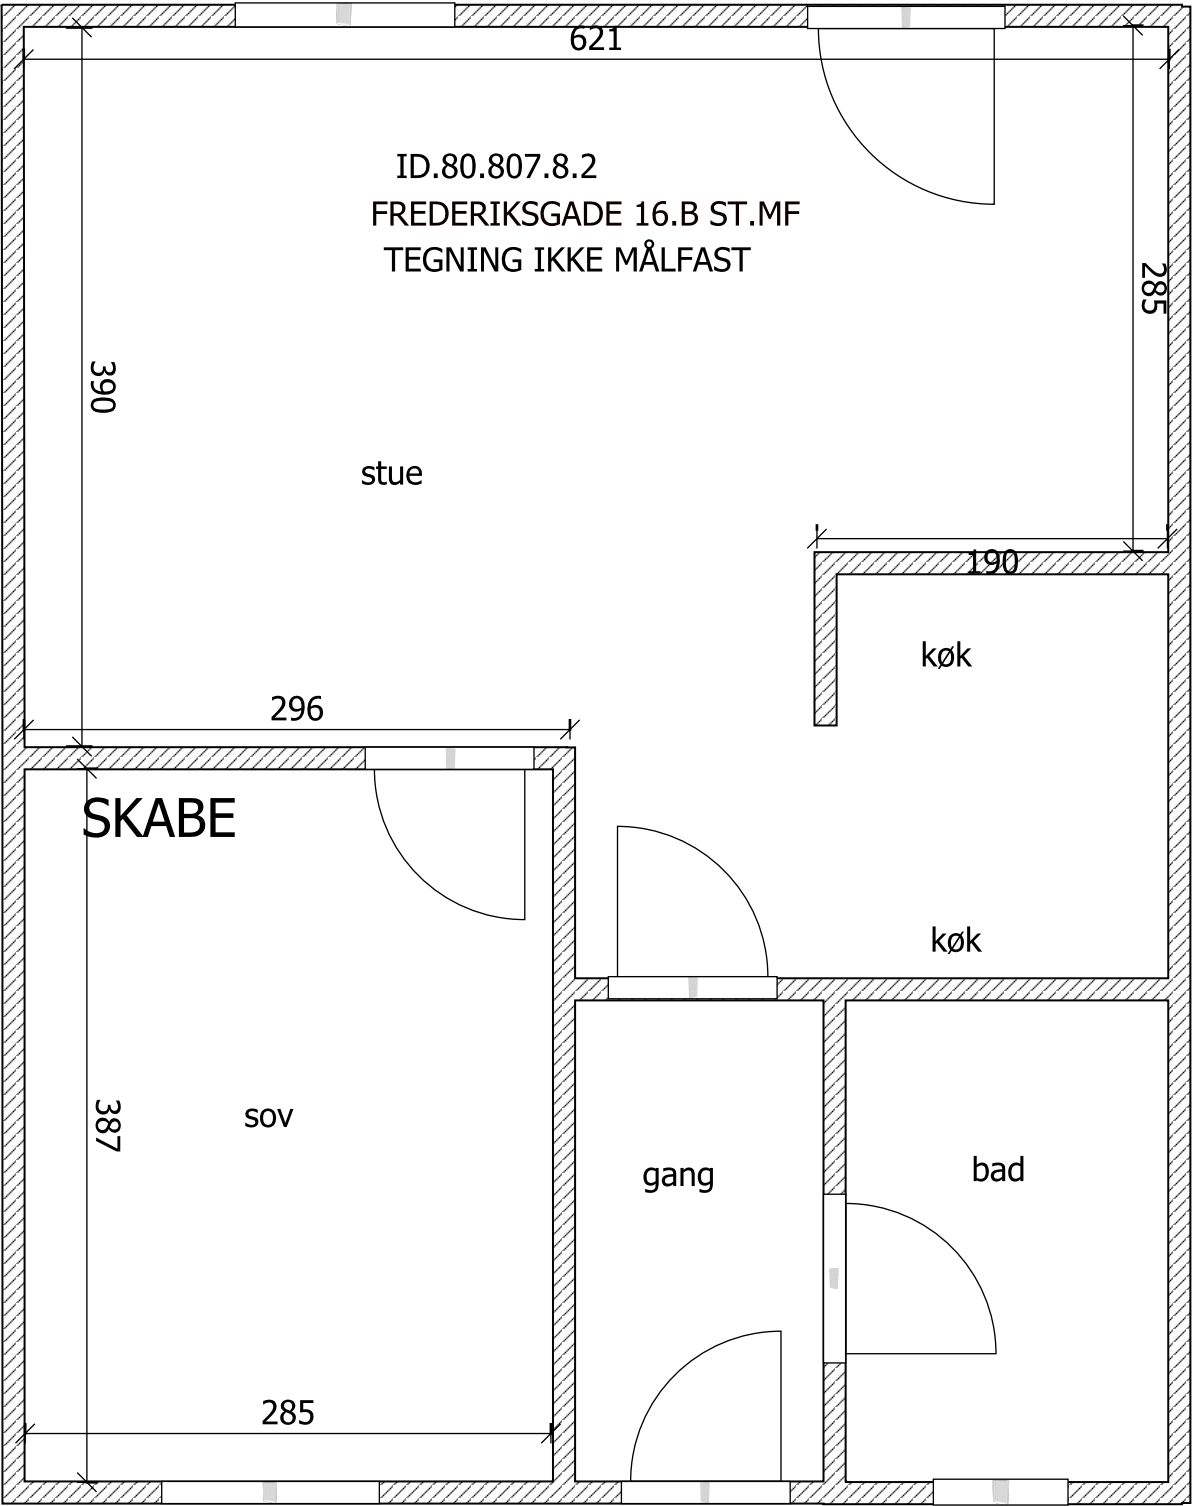 621
ID.80.807.8.2
FREDERIKSGADE 16.B ST.MF
TEGNING IKKE MÅLFAST
285
390
stue
190
køk
296
SKABE
køk
387
sov
gang
bad
285